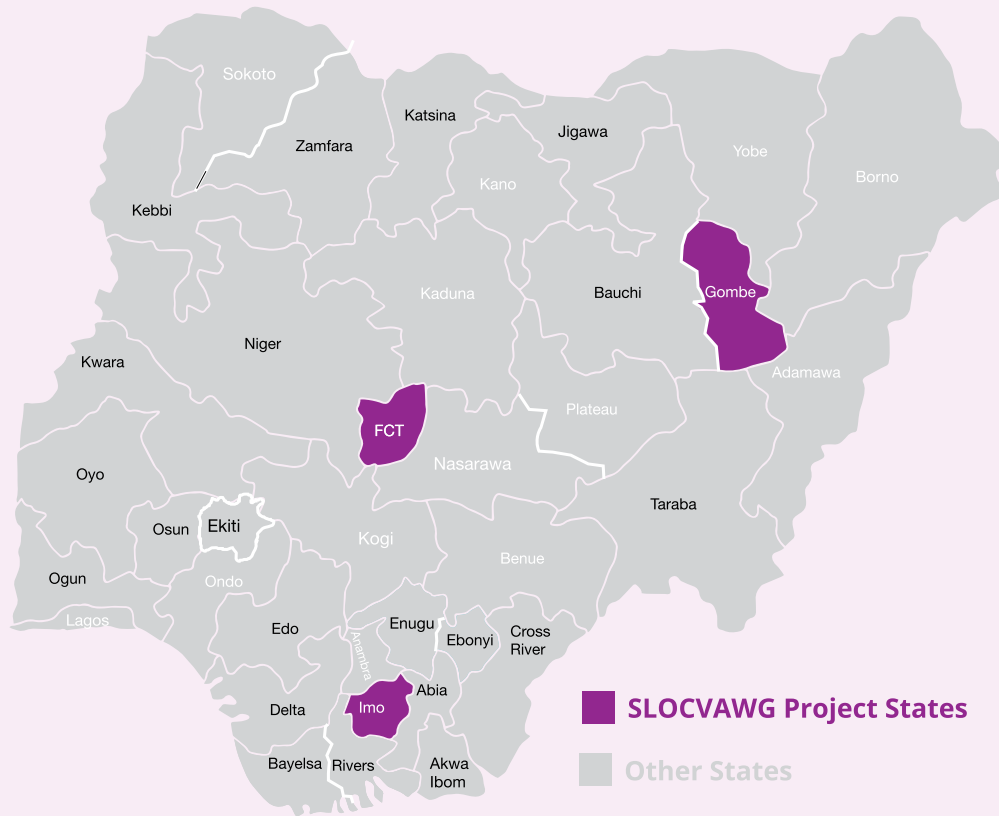 Sokoto
Katsina
Jigawa
Zamfara
Yobe
Borno
Kano
Kebbi
Gombe
Bauchi
Kaduna
Niger
Kwara
Adamawa
Plateau
FCT
Nasarawa
Oyo
Taraba
Osun
Ekiti
Kogi
Benue
Ogun
Ondo
Lagos
Edo
Enugu
Ebonyi
Cross
River
Anambra
Abia
Imo
Delta
SLOCVAWG Project States
Bayelsa
Rivers
Akwa
Ibom
Other States